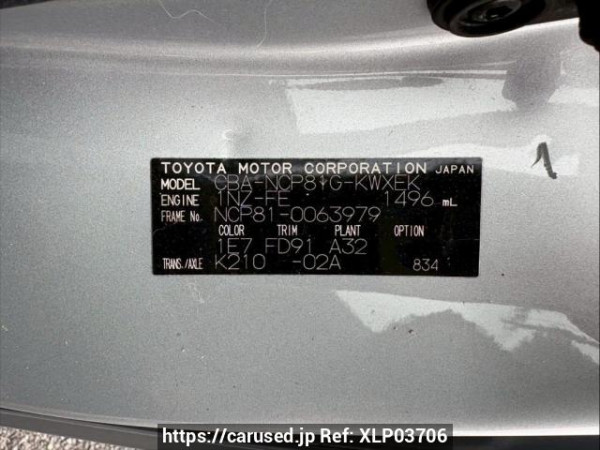 TOYOTA MOTOR CORPORATION JAPAN
MODEL CBA-NCP81G-KWXEK
ENGINE 1NZ-FE 1496 mL
FRAME No. NCP81-0063979
COLOR TRIM PLANT OPTION
1E7 FD91 A32
TRANS./AXLE K210 -02A 834
1
https://carused.jp Ref: XLP03706